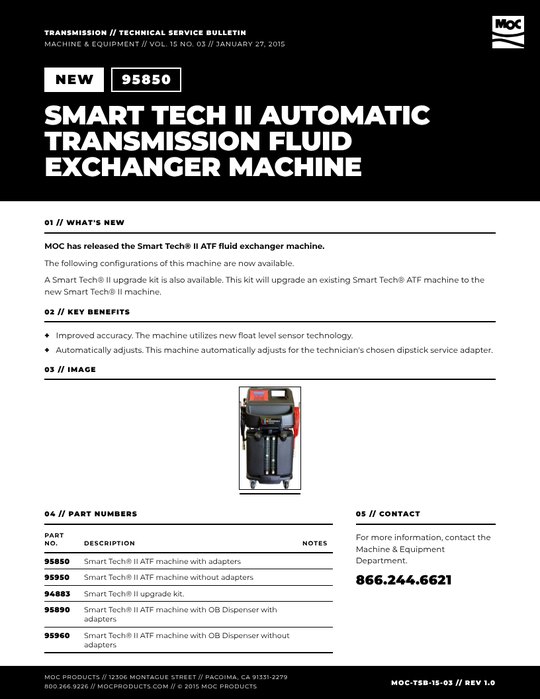 MOC
TRANSMISSION // TECHNICAL SERVICE BULLETIN
MACHINE & EQUIPMENT // VOL. 15 NO. 03 // JANUARY 27, 2015
NEW 95850
SMART TECH II AUTOMATIC
TRANSMISSION FLUID
EXCHANGER MACHINE
01 // WHAT'S NEW
MOC has released the Smart Tech® II ATF fluid exchanger machine.
The following configurations of this machine are now available.
A Smart Tech® II upgrade kit is also available. This kit will upgrade an existing Smart Tech® ATF machine to the
new Smart Tech® II machine.
02 // KEY BENEFITS
Improved accuracy. The machine utilizes new float level sensor technology.
Automatically adjusts. This machine automatically adjusts for the technician's chosen dipstick service adapter.
03 // IMAGE
04 // PART NUMBERS
PART
NO. DESCRIPTION NOTES
95850 Smart Tech® II ATF machine with adapters
95950 Smart Tech® II ATF machine without adapters
94883 Smart Tech® II upgrade kit.
95890 Smart Tech® II ATF machine with OB Dispenser with
adapters
95960 Smart Tech® II ATF machine with OB Dispenser without
adapters
05 // CONTACT
For more information, contact the
Machine & Equipment
Department.
866.244.6621
MOC PRODUCTS // 12306 MONTAGUE STREET // PACOIMA, CA 91331-2279
800.266.9226 // MOCPRODUCTS.COM // © 2015 MOC PRODUCTS
MOC-TSB-15-03 // REV 1.0